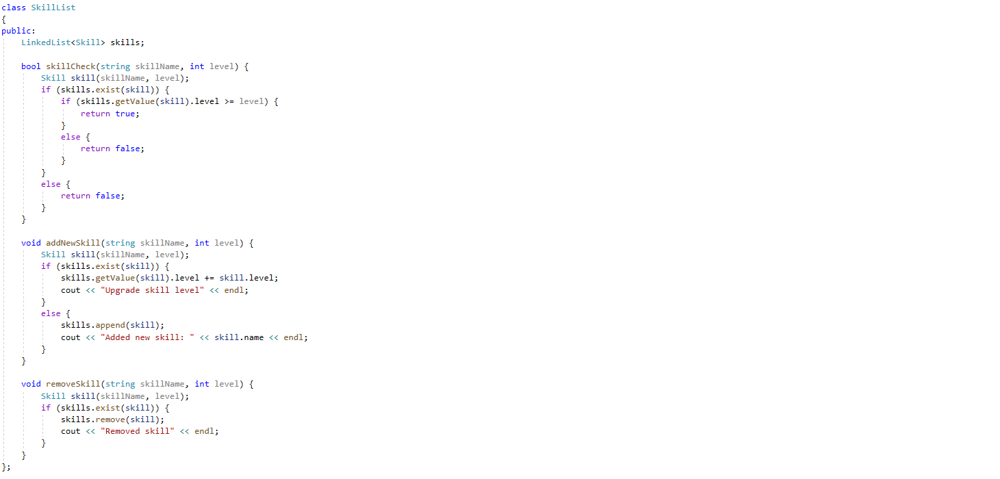 class SkillList
{
public:
    LinkedList<Skill> skills;

    bool skillCheck(string skillName, int level) {
        Skill skill(skillName, level);
        if (skills.exist(skill)) {
            if (skills.getValue(skill).level >= level) {
                return true;
            }
            else {
                return false;
            }
        }
        else {
            return false;
        }
    }

    void addNewSkill(string skillName, int level) {
        Skill skill(skillName, level);
        if (skills.exist(skill)) {
            skills.getValue(skill).level += skill.level;
            cout << "Upgrade skill level" << endl;
        }
        else {
            skills.append(skill);
            cout << "Added new skill: " << skill.name << endl;
        }
    }

    void removeSkill(string skillName, int level) {
        Skill skill(skillName, level);
        if (skills.exist(skill)) {
            skills.remove(skill);
            cout << "Removed skill" << endl;
        }
    }
};